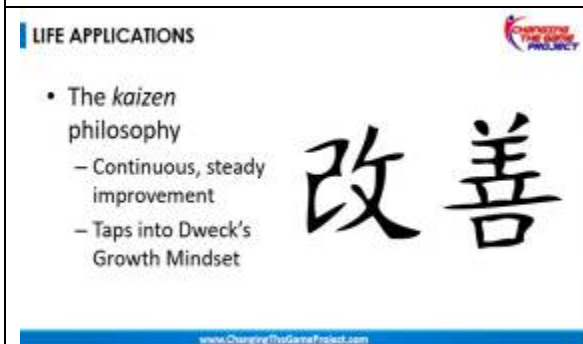 LIFE APPLICATIONS
CHANGING
THE GAME
PROJECT
• The kaizen
philosophy
– Continuous, steady
improvement
– Taps into Dweck's
Growth Mindset
改善
www.ChangingTheGameProject.com